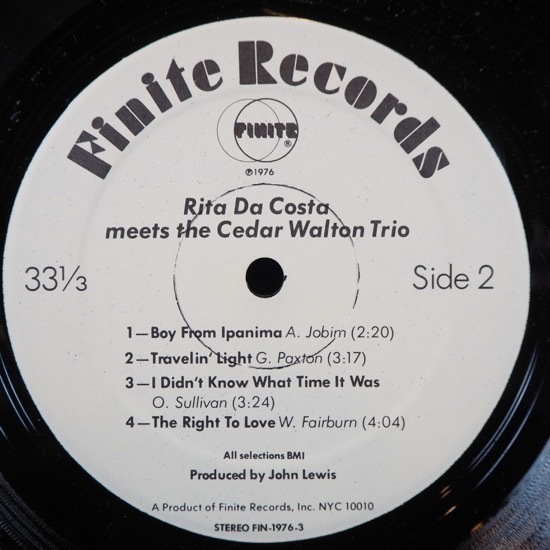 Finite Records
FINITE
®
℗1976
Rita Da Costa
meets the Cedar Walton Trio
33⅓
Side 2
1—Boy From Ipanima A. Jobim (2:20)
2—Travelin' Light G. Paxton (3:17)
3—I Didn't Know What Time It Was
O. Sullivan (3:24)
4—The Right To Love W. Fairburn (4:04)
All selections BMI
Produced by John Lewis
A Product of Finite Records, Inc. NYC 10010
STEREO FIN-1976-3